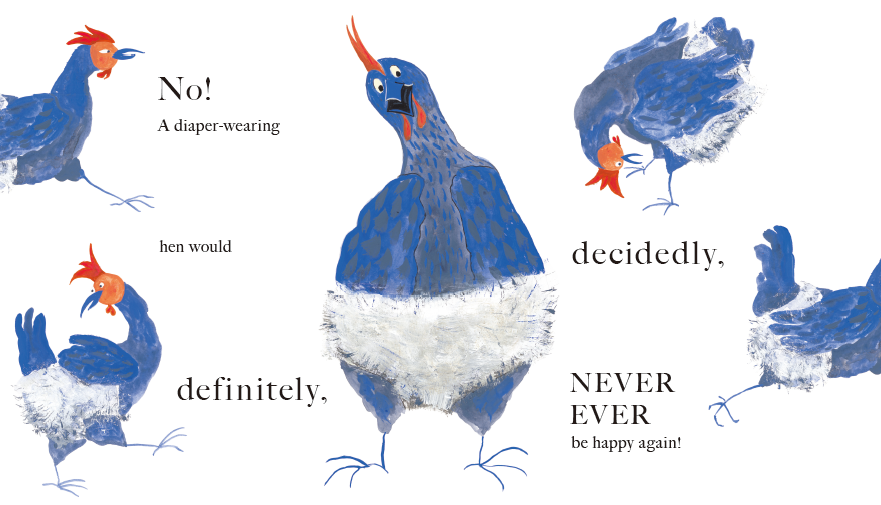 No!
A diaper-wearing
hen would
definitely,
decidedly,
NEVER
EVER
be happy again!